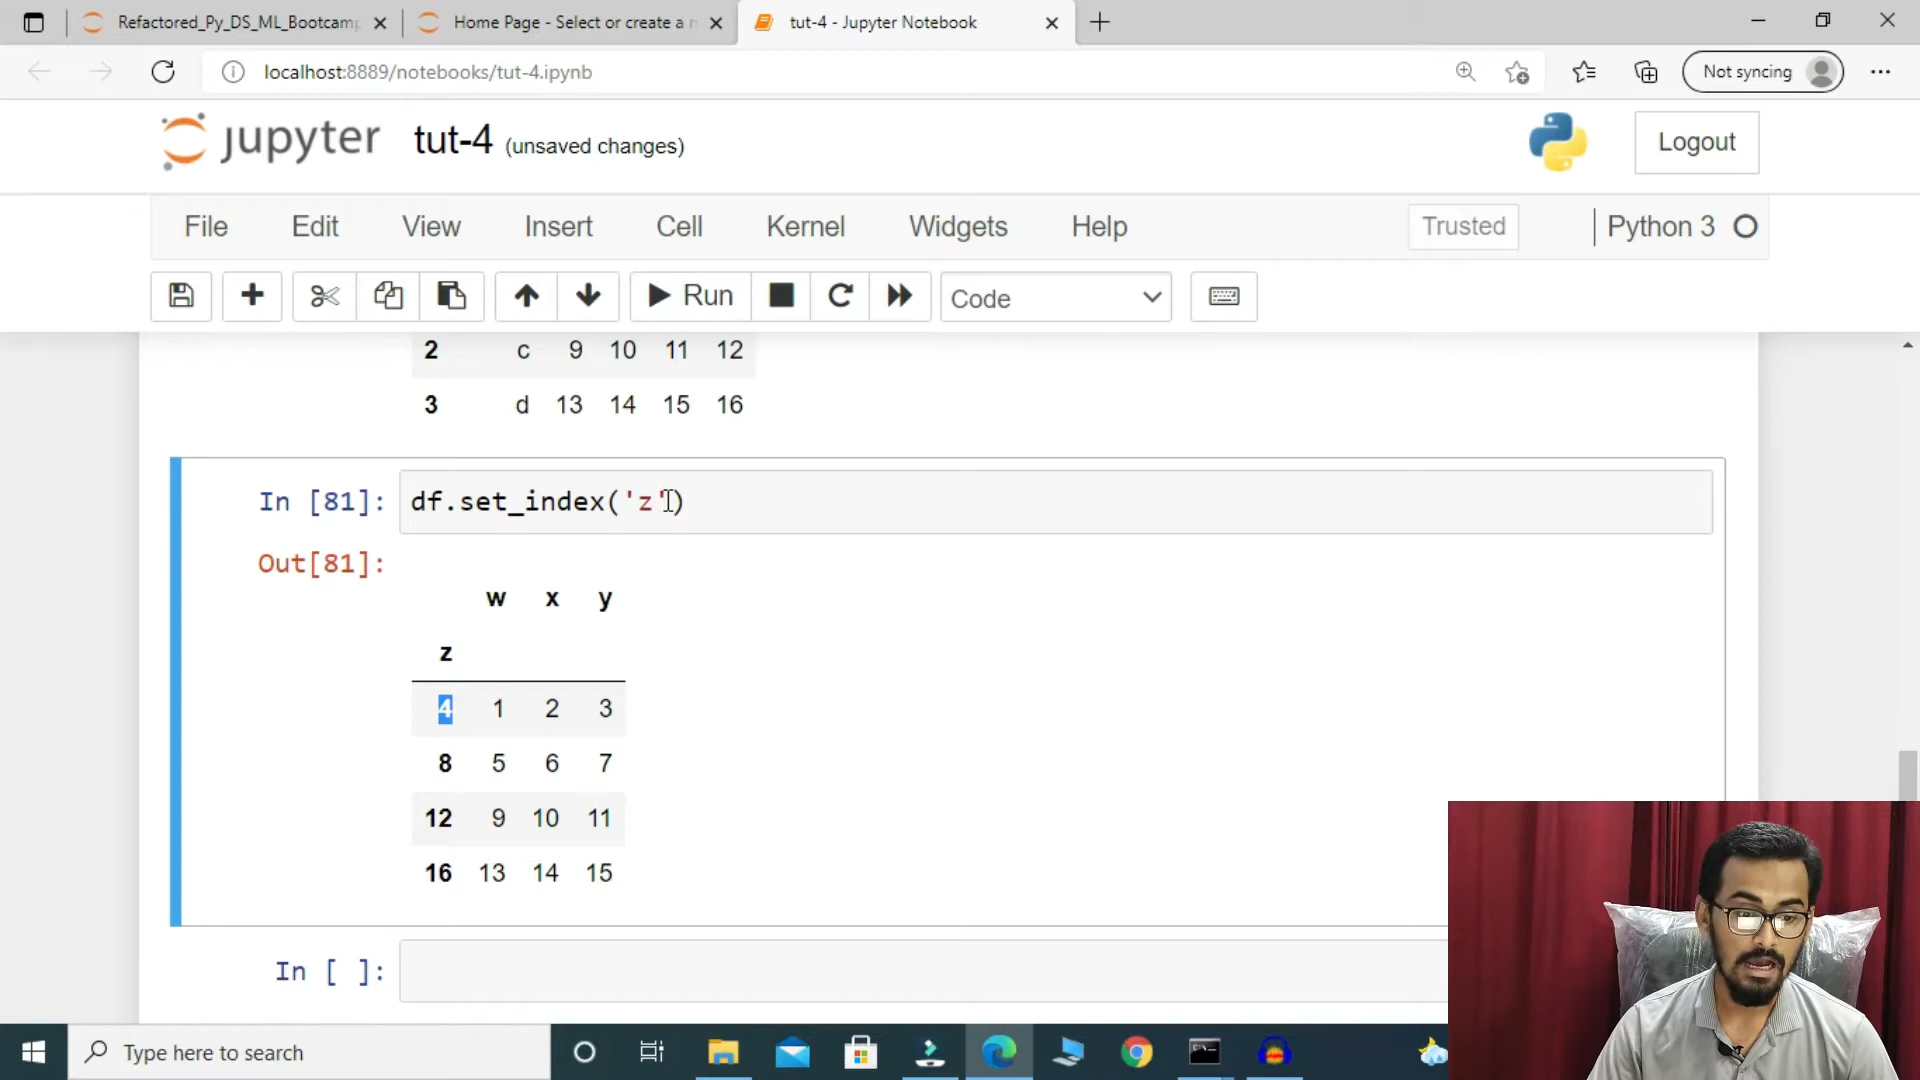 Refactored_Py_DS_ML_Bootcamp
Home Page - Select or create a n
tut-4 - Jupyter Notebook
localhost:8889/notebooks/tut-4.ipynb
Not syncing
jupyter tut-4 (unsaved changes)
Logout
File Edit View Insert Cell Kernel Widgets Help Trusted Python 3
Run Code
2 c 9 10 11 12
3 d 13 14 15 16
In [81]: df.set_index('z')
Out[81]:
w x y
z
4 1 2 3
8 5 6 7
12 9 10 11
16 13 14 15
In [ ]:
Type here to search